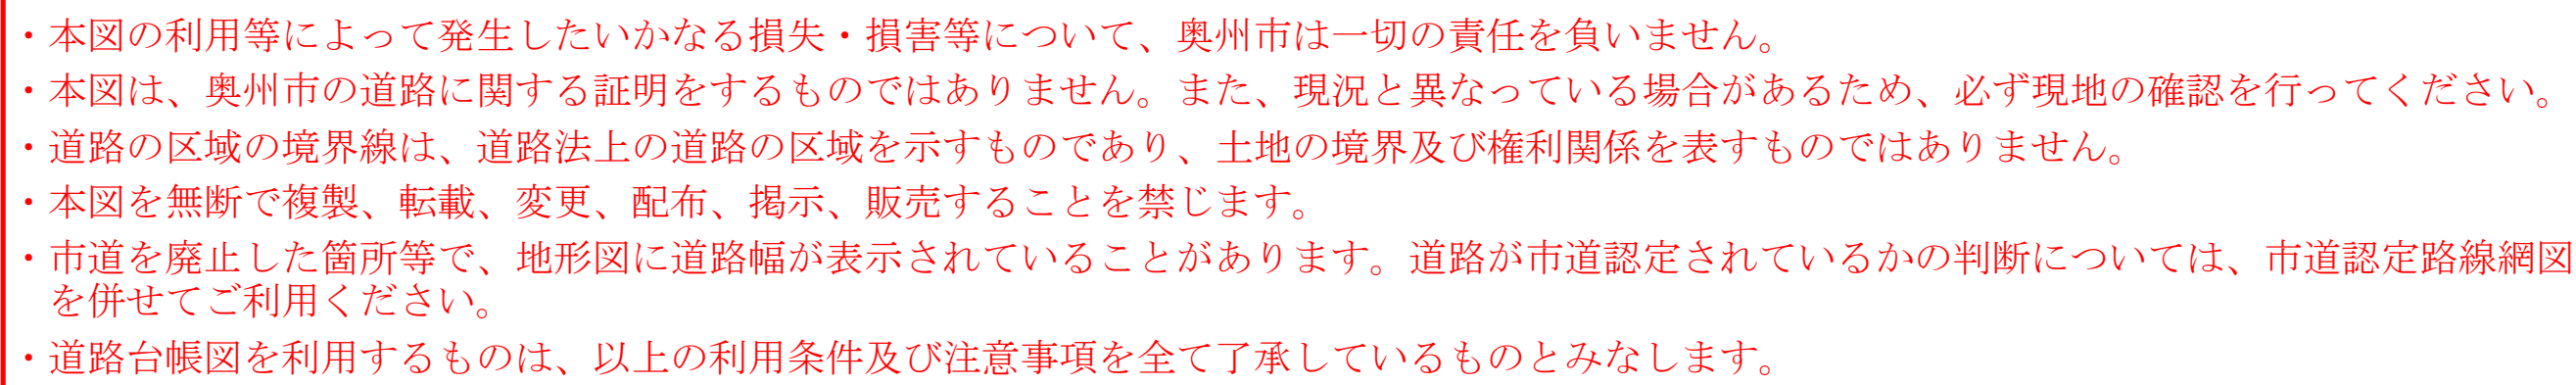 ・本図の利用等によって発生したいかなる損失・損害等について、奥州市は一切の責任を負いません。
・本図は、奥州市の道路に関する証明をするものではありません。また、現況と異なっている場合があるため、必ず現地の確認を行ってください。
・道路の区域の境界線は、道路法上の道路の区域を示すものであり、土地の境界及び権利関係を表すものではありません。
・本図を無断で複製、転載、変更、配布、掲示、販売することを禁じます。
・市道を廃止した箇所等で、地形図に道路幅が表示されていることがあります。道路が市道認定されているかの判断については、市道認定路線網図
を併せてご利用ください。
・道路台帳図を利用するものは、以上の利用条件及び注意事項を全て了承しているものとみなします。